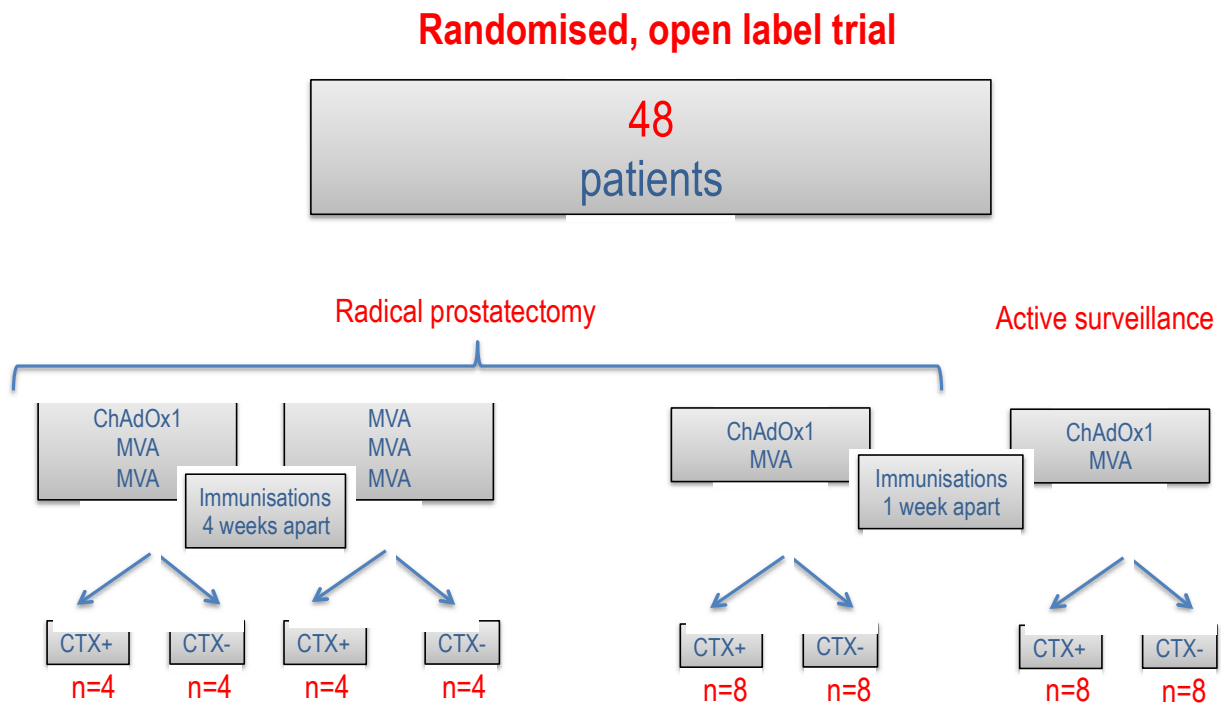 Randomised, open label trial
48
patients
Radical prostatectomy
Active surveillance
ChAdOx1
MVA
MVA
MVA
MVA
MVA
Immunisations
4 weeks apart
ChAdOx1
MVA
ChAdOx1
MVA
Immunisations
1 week apart
CTX+
CTX-
CTX+
CTX-
CTX+
CTX-
CTX+
CTX-
n=4
n=4
n=4
n=4
n=8
n=8
n=8
n=8